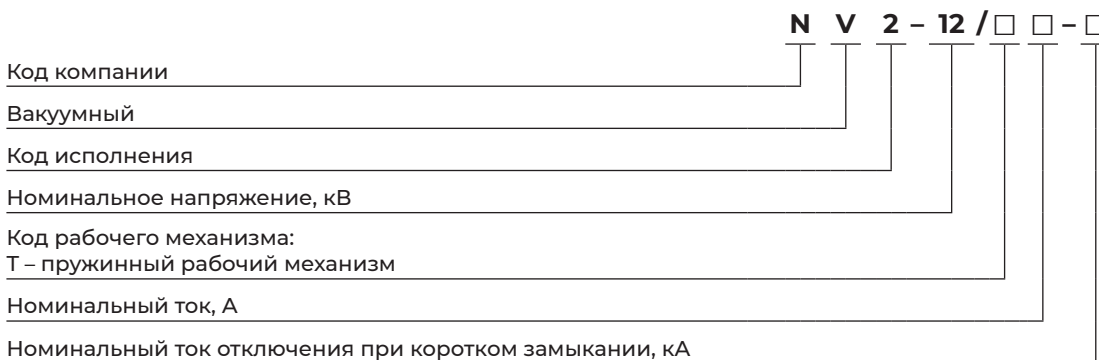 N V 2 – 12 / □ □ – □
Код компании
Вакуумный
Код исполнения
Номинальное напряжение, кВ
Код рабочего механизма:
Т – пружинный рабочий механизм
Номинальный ток, А
Номинальный ток отключения при коротком замыкании, кА